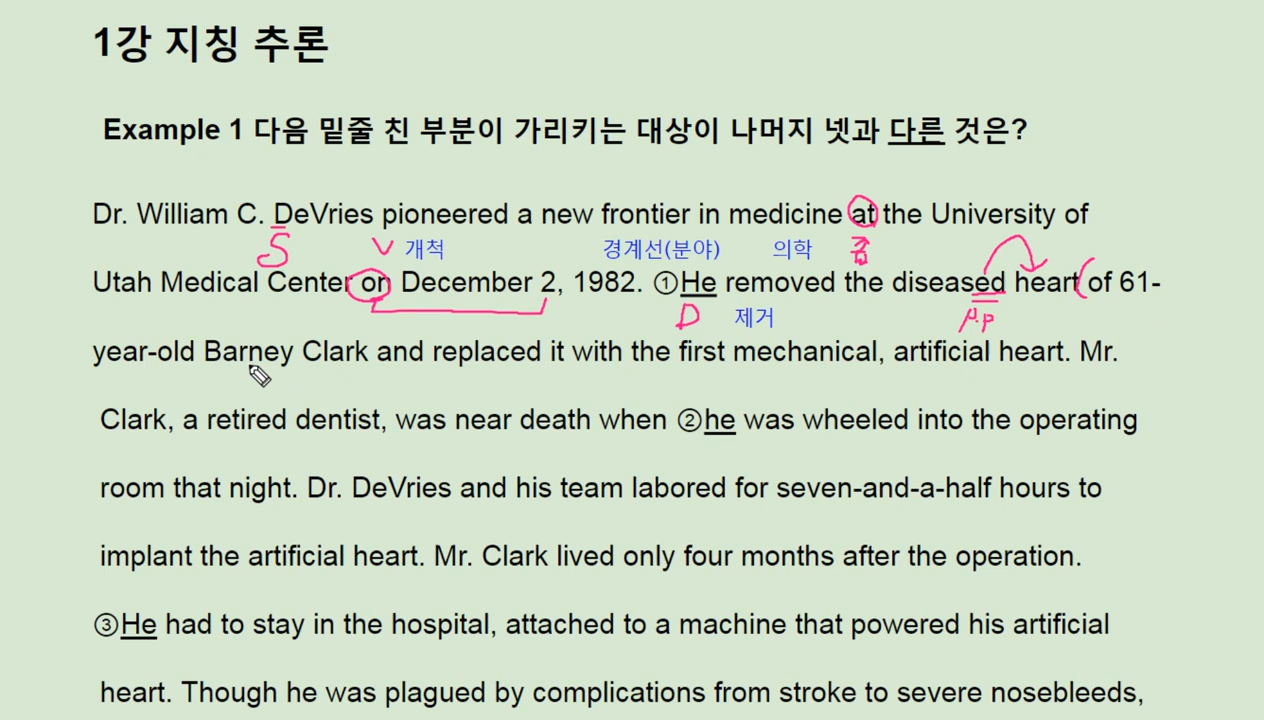 1강 지칭 추론
Example 1 다음 밑줄 친 부분이 가리키는 대상이 나머지 넷과 다른 것은?
Dr. William C. DeVries pioneered a new frontier in medicine at the University of
S V 개척 경계선(분야) 의학
Utah Medical Center on December 2, 1982. ①He removed the diseased heart of 61-
D 제거 p.p
year-old Barney Clark and replaced it with the first mechanical, artificial heart. Mr.
Clark, a retired dentist, was near death when ②he was wheeled into the operating
room that night. Dr. DeVries and his team labored for seven-and-a-half hours to
implant the artificial heart. Mr. Clark lived only four months after the operation.
③He had to stay in the hospital, attached to a machine that powered his artificial
heart. Though he was plagued by complications from stroke to severe nosebleeds,